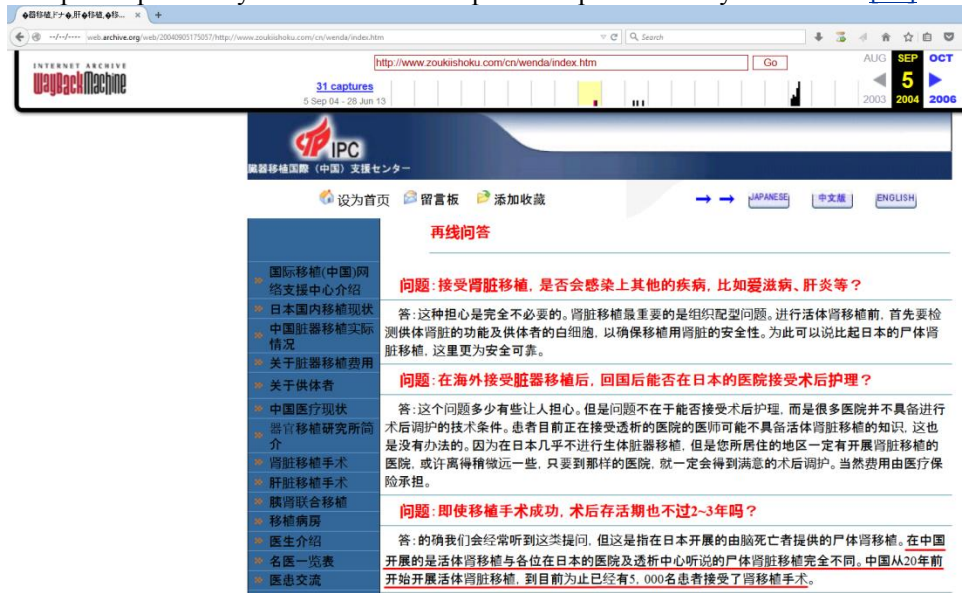 �器移植,ドナ�,肝�移植,�移...
--/--/---- web.archive.org/web/20040905175057/http://www.zoukiishoku.com/cn/wenda/index.htm
Search
INTERNET ARCHIVE
WayBackMachine
http://www.zoukiishoku.com/cn/wenda/index.htm
Go
31 captures
5 Sep 04 - 28 Jun 13
AUG SEP OCT
5
2003 2004 2006
IPC
臓器移植国際（中国）支援センター
设为首页 留言板 添加收藏
→ → JAPANESE 中文版 ENGLISH
再线问答
国际移植(中国)网
络支援中心介绍
日本国内移植现状
中国脏器移植实际
情况
关于脏器移植费用
关于供体者
中国医疗现状
器官移植研究所简
介
肾脏移植手术
肝脏移植手术
胰肾联合移植
移植病房
医生介绍
名医一览表
医患交流
问题:接受肾脏移植, 是否会感染上其他的疾病, 比如爱滋病、肝炎等？
答:这种担心是完全不必要的。肾脏移植最重要的是组织配型问题。进行活体肾移植前, 首先要检
测供体肾脏的功能及供体者的白细胞, 以确保移植用肾脏的安全性。为此可以说比起日本的尸体肾
脏移植, 这里更为安全可靠。
问题:在海外接受脏器移植后, 回国后能否在日本的医院接受术后护理？
答:这个问题多少有些让人担心。但是问题不在于能否接受术后护理, 而是很多医院并不具备进行
术后护理的技术条件。患者目前正在接受透析的医院的医师可能不具备活体肾移植的知识, 这也
是没有办法的。因为在日本几乎不进行生体脏器移植, 但是您所居住的地区一定有开展肾脏移植的
医院, 或许离得稍微远一些, 只要到那样的医院, 就一定会得到满意的术后调护。当然费用由医疗保
险承担。
问题:即使移植手术成功, 术后存活期也不过2~3年吗？
答:的确我们会经常听到这类提问, 但这是指在日本开展的由脑死亡者提供的尸体肾移植。在中国
开展的是活体肾移植与各位在日本的医院及透析中心听说的尸体肾脏移植完全不同。中国从20年前
开始开展活体肾脏移植, 到目前为止已经有5, 000名患者接受了肾移植手术。